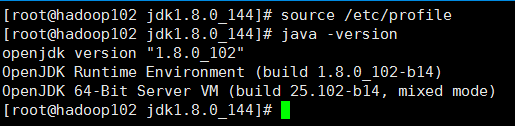 [root@hadoop102 jdk1.8.0_144]# source /etc/profile
[root@hadoop102 jdk1.8.0_144]# java -version
openjdk version "1.8.0_102"
OpenJDK Runtime Environment (build 1.8.0_102-b14)
OpenJDK 64-Bit Server VM (build 25.102-b14, mixed mode)
[root@hadoop102 jdk1.8.0_144]#